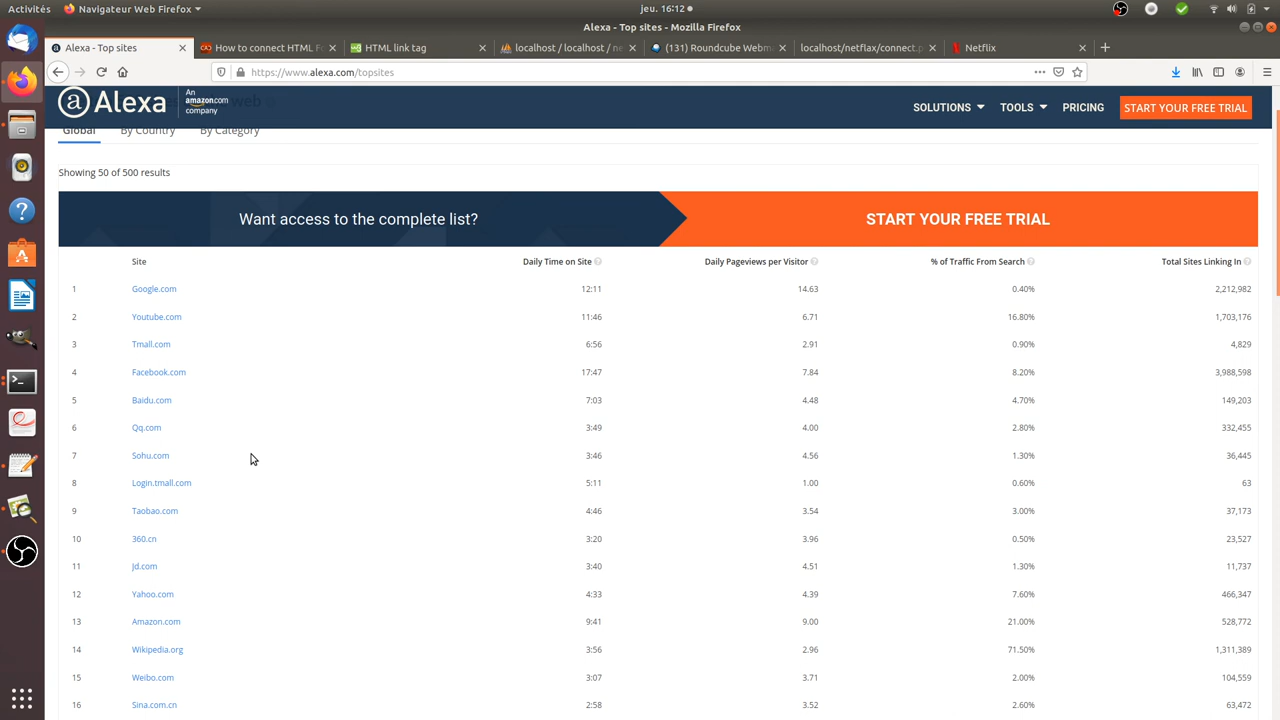 Activities
Firefox Web Browser
jeu. 16:12
Alexa - Top sites - Mozilla Firefox
Alexa - Top sites
How to connect HTML F
HTML link tag
localhost / localhost / ne
(131) Roundcube Webm
localhost/netflax/connect.p
Netflix
https://www.alexa.com/topsites
Alexa
An
amazon.com
company
SOLUTIONS
TOOLS
PRICING
START YOUR FREE TRIAL
Global
By Country
By Category
Showing 50 of 500 results
Want access to the complete list?
START YOUR FREE TRIAL
Site Daily Time on Site Daily Pageviews per Visitor % of Traffic From Search Total Sites Linking In
1 Google.com 12:11 14.63 0.40% 2,212,982
2 Youtube.com 11:46 6.71 16.80% 1,703,176
3 Tmall.com 6:56 2.91 0.90% 4,829
4 Facebook.com 17:47 7.84 8.20% 3,988,598
5 Baidu.com 7:03 4.48 4.70% 149,203
6 Qq.com 3:49 4.00 2.80% 332,455
7 Sohu.com 3:46 4.56 1.30% 36,445
8 Login.tmall.com 5:11 1.00 0.60% 63
9 Taobao.com 4:46 3.54 3.00% 37,173
10 360.cn 3:20 3.96 0.50% 23,527
11 Jd.com 3:40 4.51 1.30% 11,737
12 Yahoo.com 4:33 4.39 7.60% 466,347
13 Amazon.com 9:41 9.00 21.00% 528,772
14 Wikipedia.org 3:56 2.96 71.50% 1,311,389
15 Weibo.com 3:07 3.71 2.00% 104,559
16 Sina.com.cn 2:58 3.52 2.60% 63,472